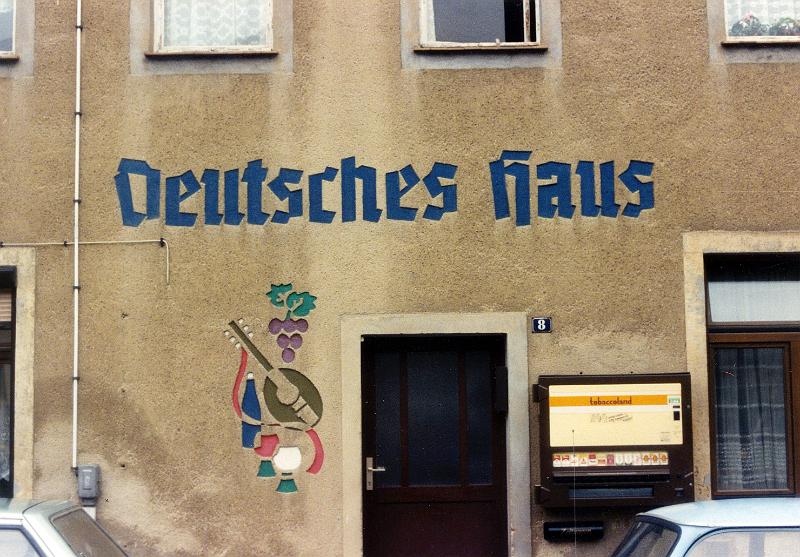 Deutsches Haus
8
tobaccoland